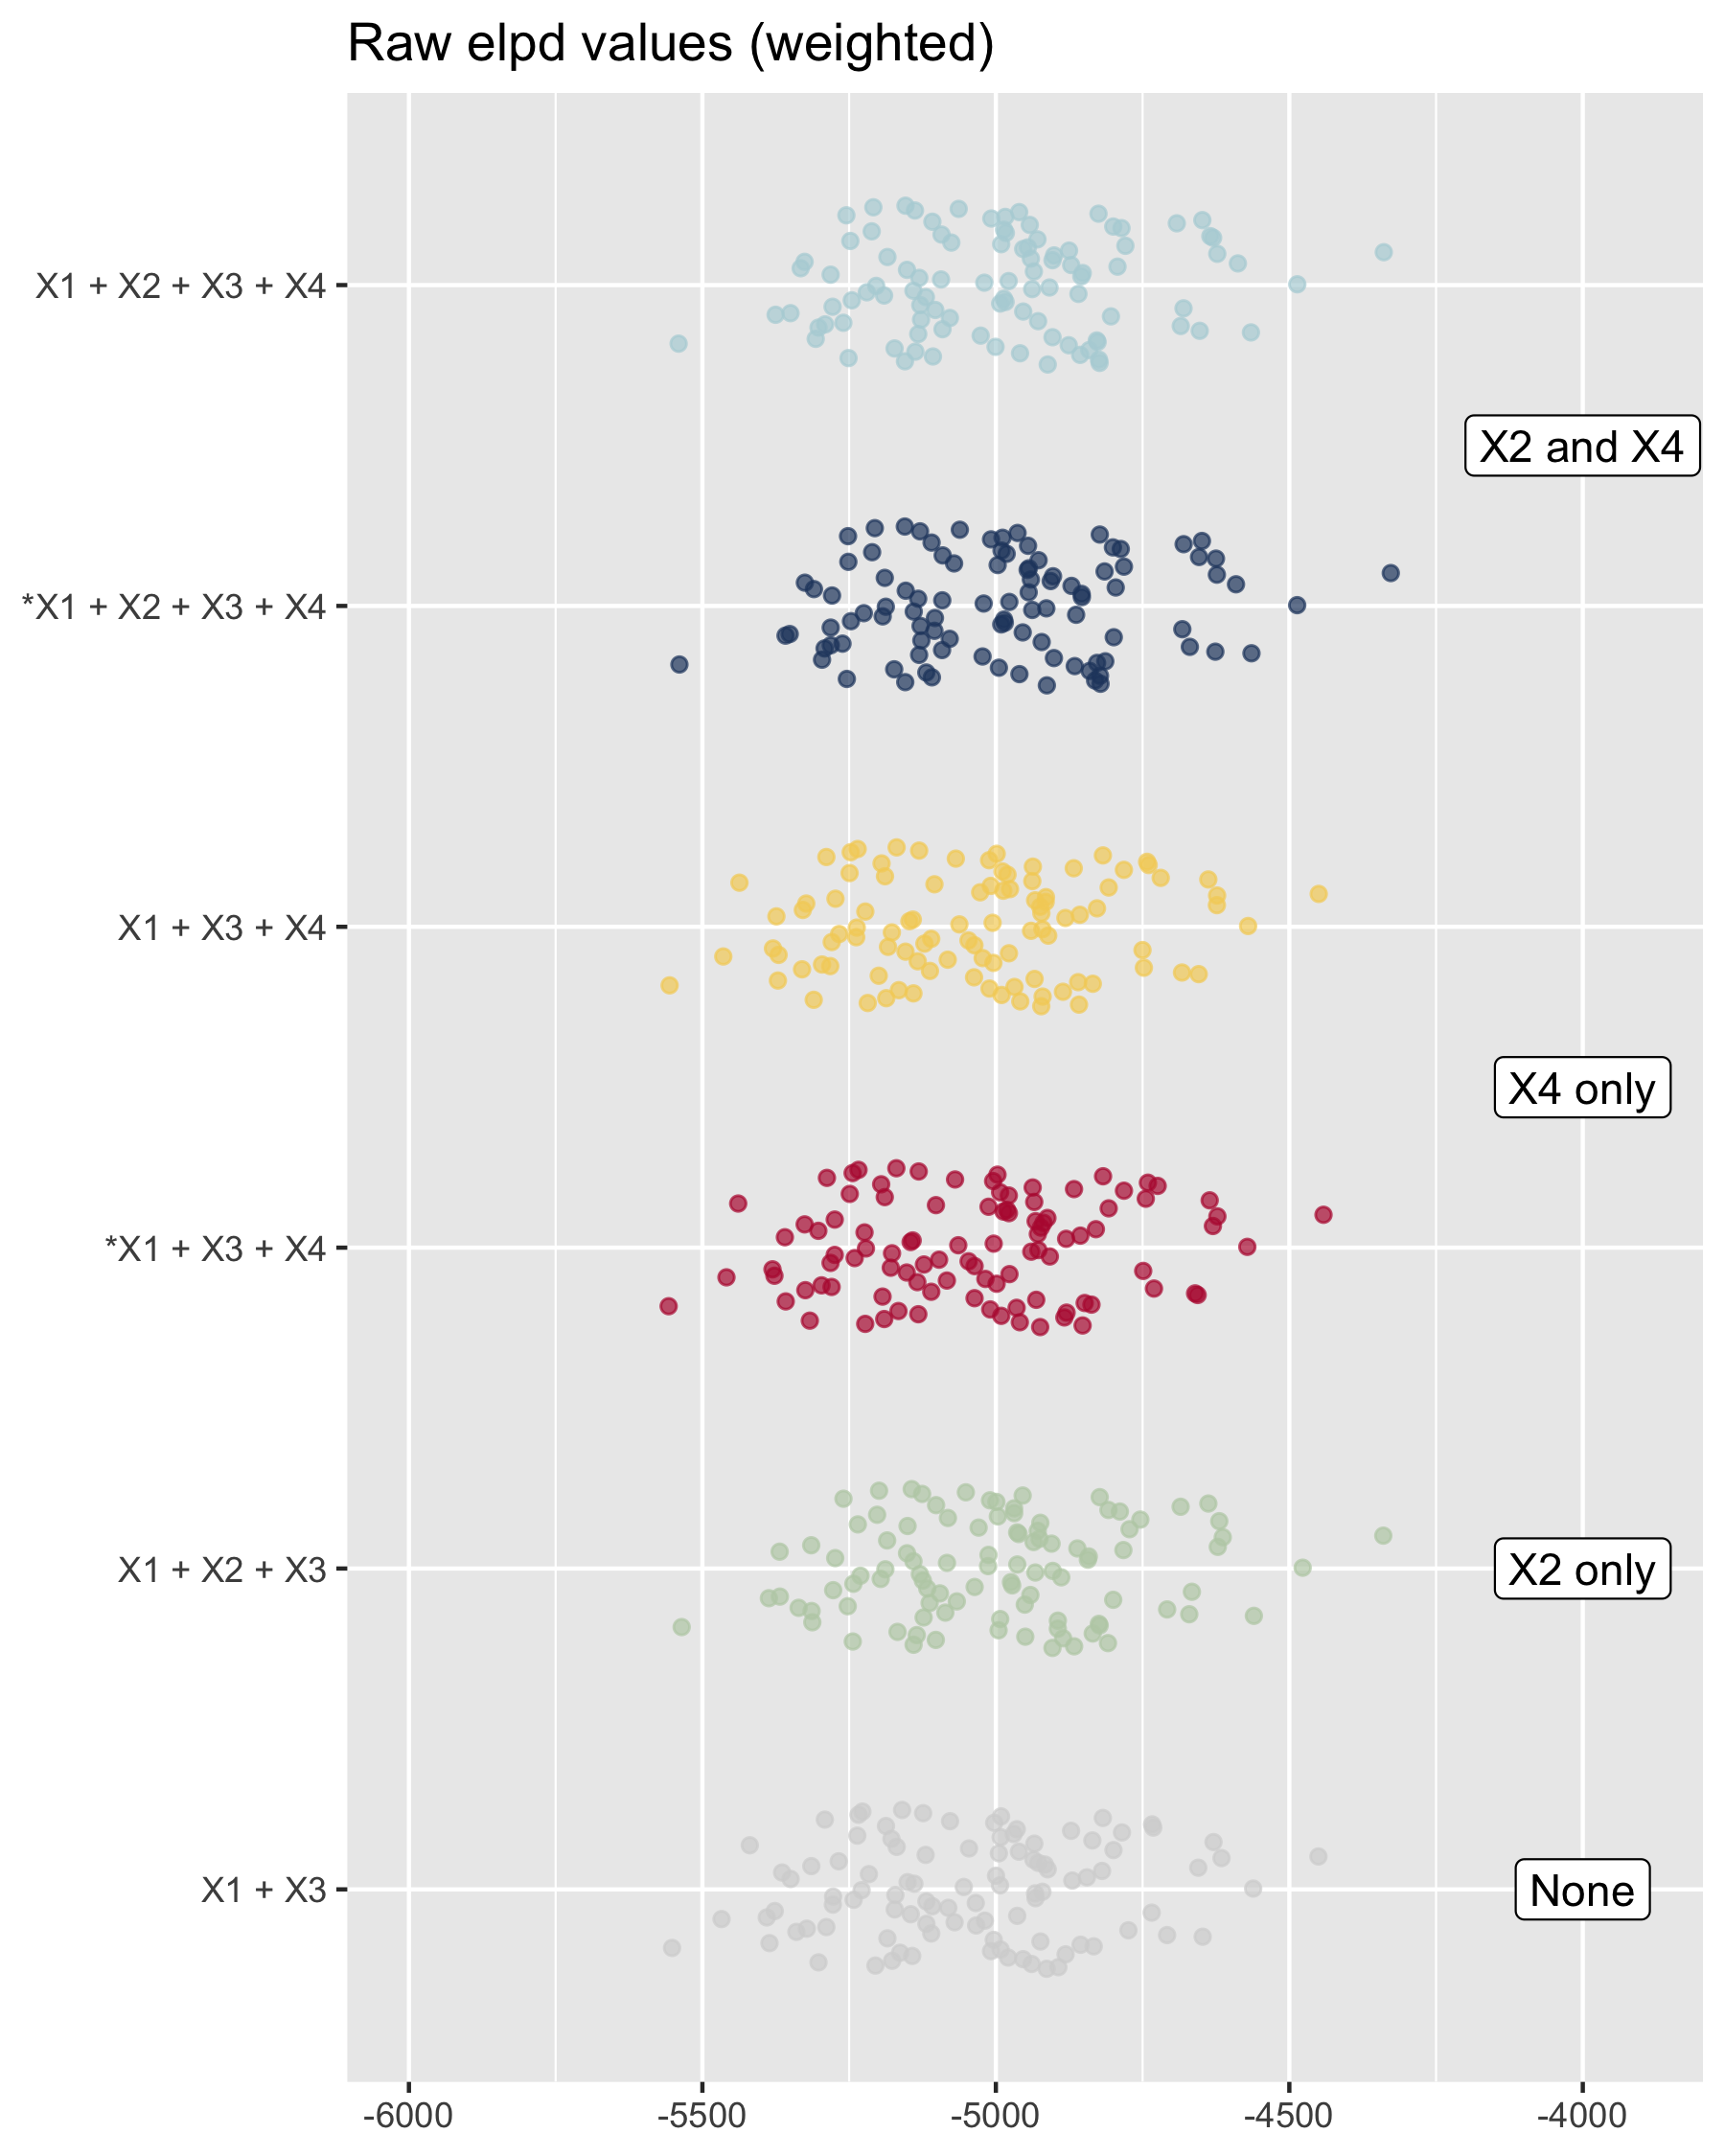 Raw elpd values (weighted)
X1 + X2 + X3 + X4
X2 and X4
*X1 + X2 + X3 + X4
X1 + X3 + X4
X4 only
*X1 + X3 + X4
X1 + X2 + X3
X2 only
X1 + X3
None
-6000
-5500
-5000
-4500
-4000